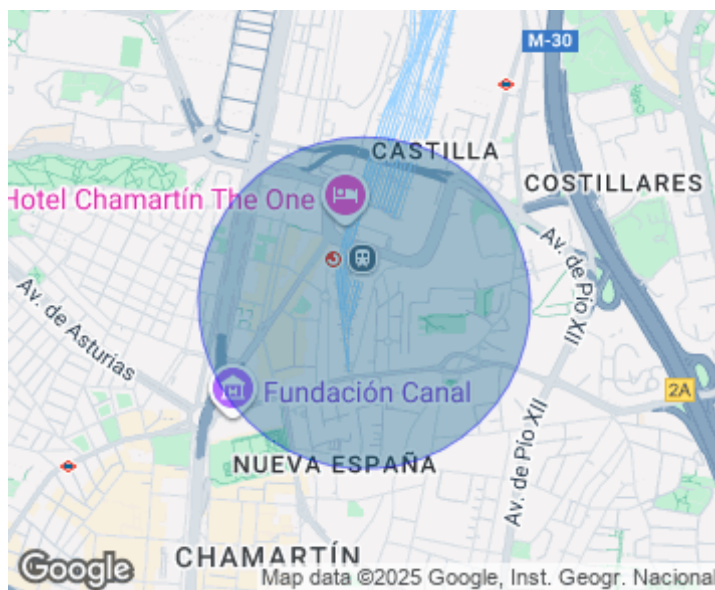 M-30
CASTILLA
COSTILLARES
Hotel Chamartín The One
Av. de Pío XII
Av. de Asturias
2A
Fundación Canal
Av. de Pío XII
NUEVA ESPAÑA
CHAMARTÍN
Google
Map data ©2025 Google, Inst. Geogr. Nacional